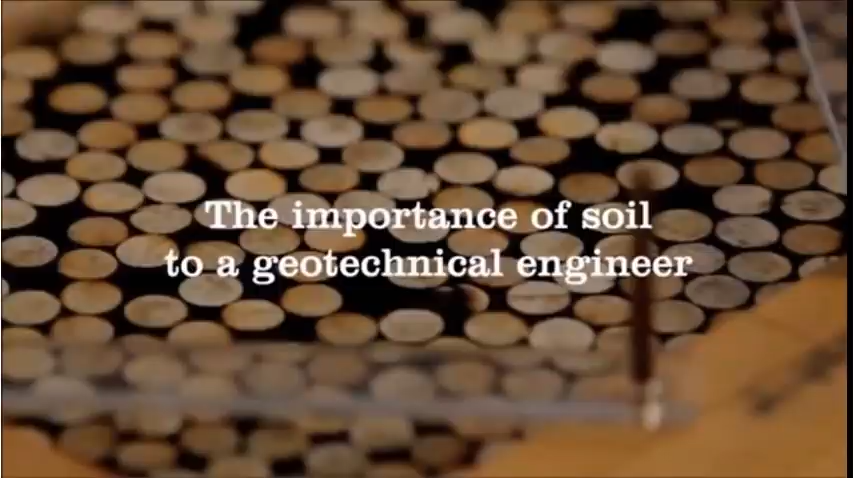 The importance of soil
to a geotechnical engineer